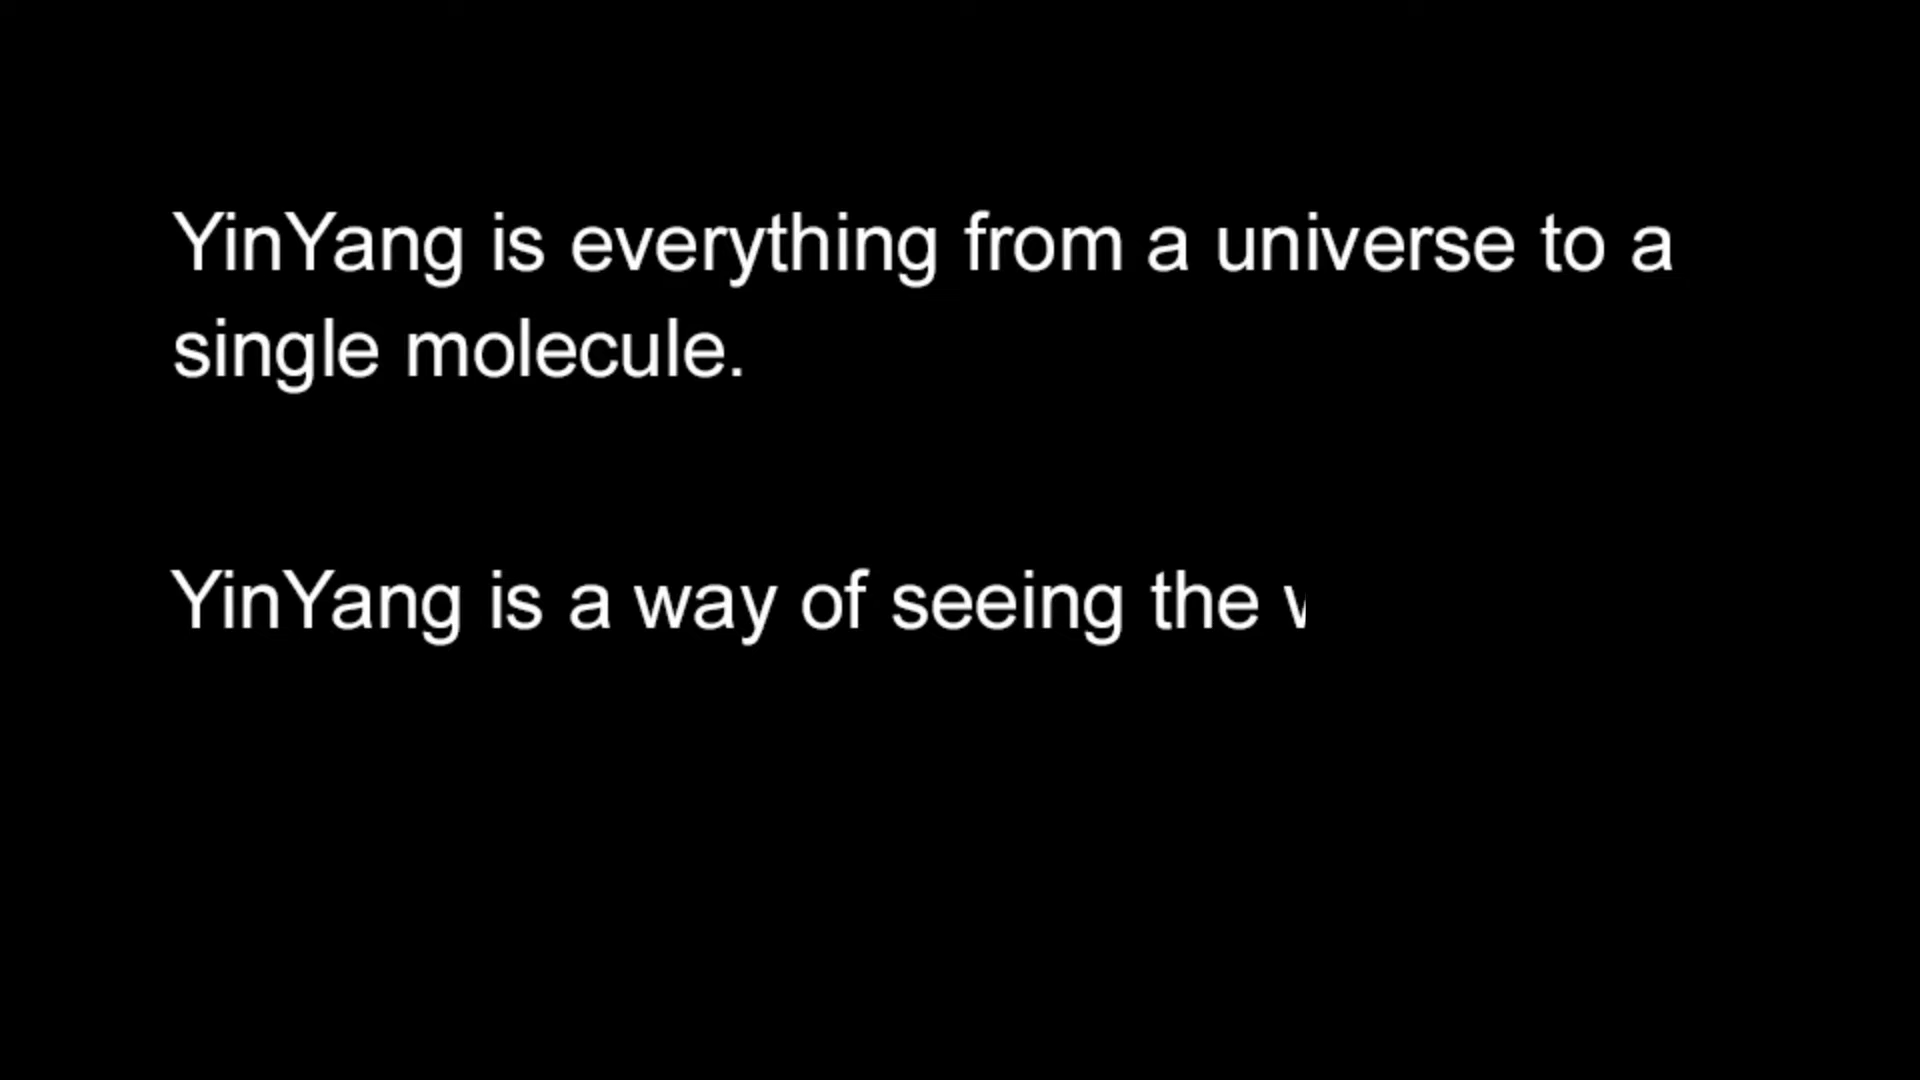 YinYang is everything from a universe to a
single molecule.
YinYang is a way of seeing the